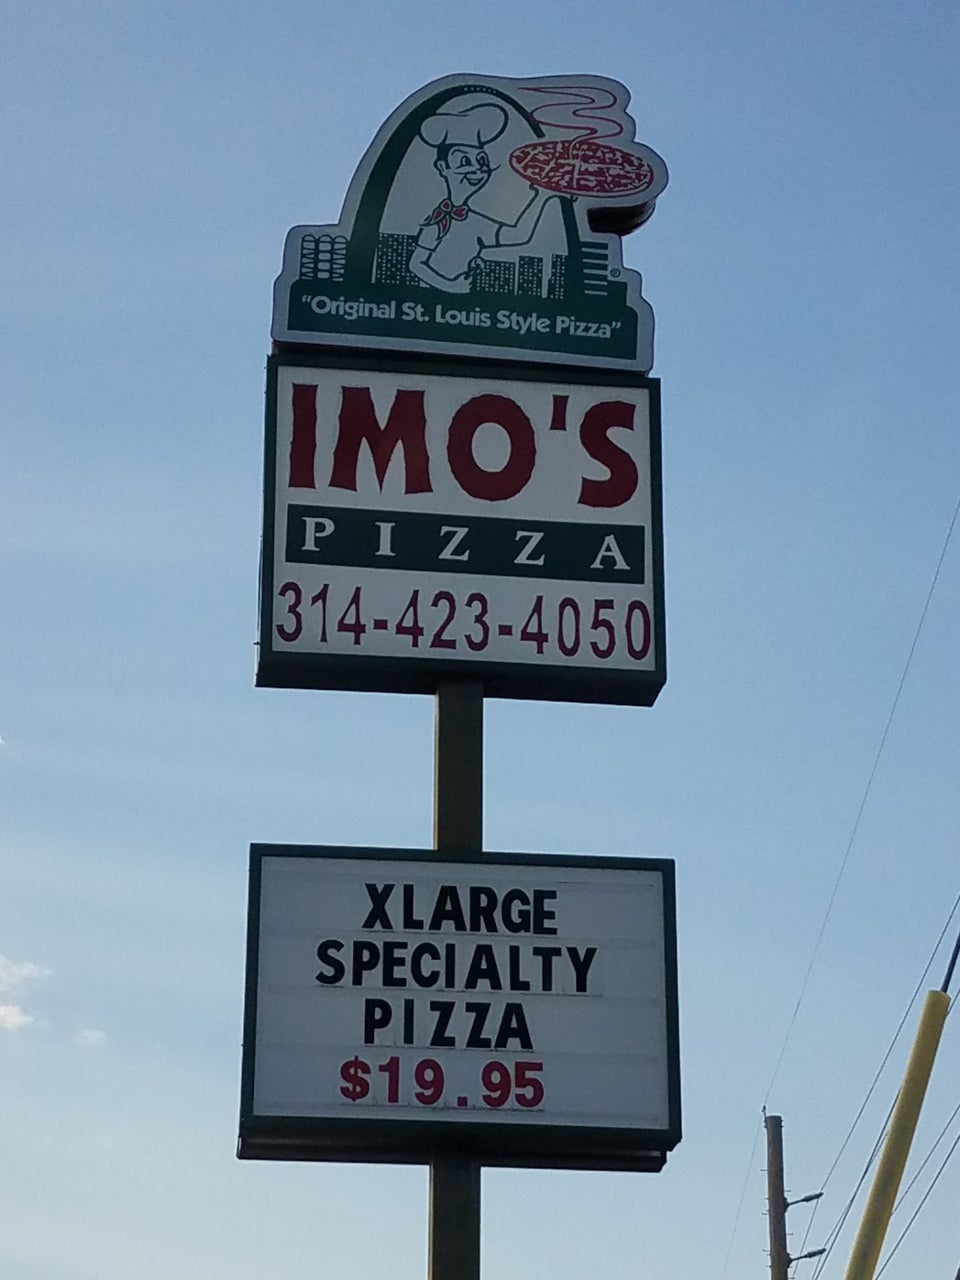 "Original St. Louis Style Pizza"
IMO'S
PIZZA
314-423-4050
XLARGE
SPECIALTY
PIZZA
$19.95